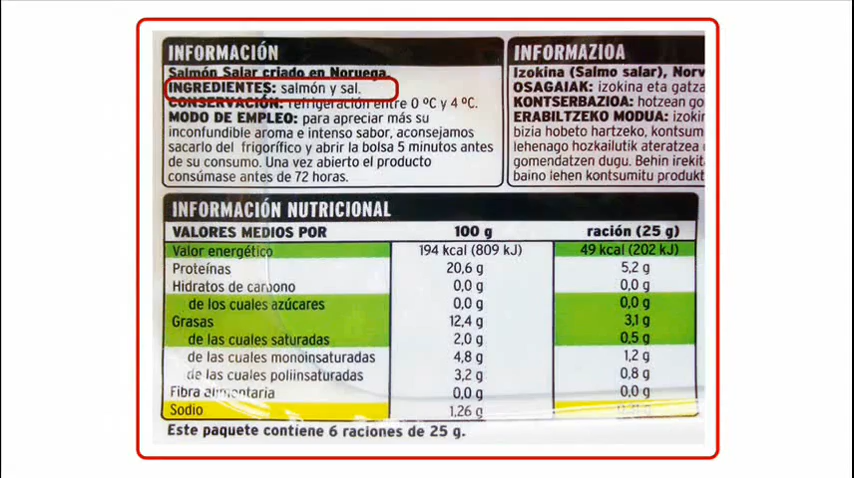 INFORMACIÓN
Salmón Salar criado en Noruega.
INGREDIENTES: salmón y sal.
CONSERVACIÓN: refrigeración entre 0 ºC y 4 ºC.
MODO DE EMPLEO: para apreciar más su
inconfundible aroma e intenso sabor, aconsejamos
sacarlo del frigorífico y abrir la bolsa 5 minutos antes
de su consumo. Una vez abierto el producto
consúmase antes de 72 horas.
INFORMAZIOA
Izokina (Salmo salar), Norv
OSAGAIAK: izokina eta gatza
KONTSERBAZIOA: hotzean go
ERABILTZEKO MODUA: izokir
bizia hobeto hartzeko, kontsum
lehenago hozkailutik ateratzea
gomendatzen dugu. Behin irekit
baino lehen kontsumitu produkt
INFORMACIÓN NUTRICIONAL
VALORES MEDIOS POR 100 g ración (25 g)
Valor energético 194 kcal (809 kJ) 49 kcal (202 kJ)
Proteínas 20,6 g 5,2 g
Hidratos de carbono 0,0 g 0,0 g
de los cuales azúcares 0,0 g 0,0 g
Grasas 12,4 g 3,1 g
de las cuales saturadas 2,0 g 0,5 g
de las cuales monoinsaturadas 4,8 g 1,2 g
de las cuales poliinsaturadas 3,2 g 0,8 g
Fibra alimentaria 0,0 g 0,0 g
Sodio 1,26 g
Este paquete contiene 6 raciones de 25 g.